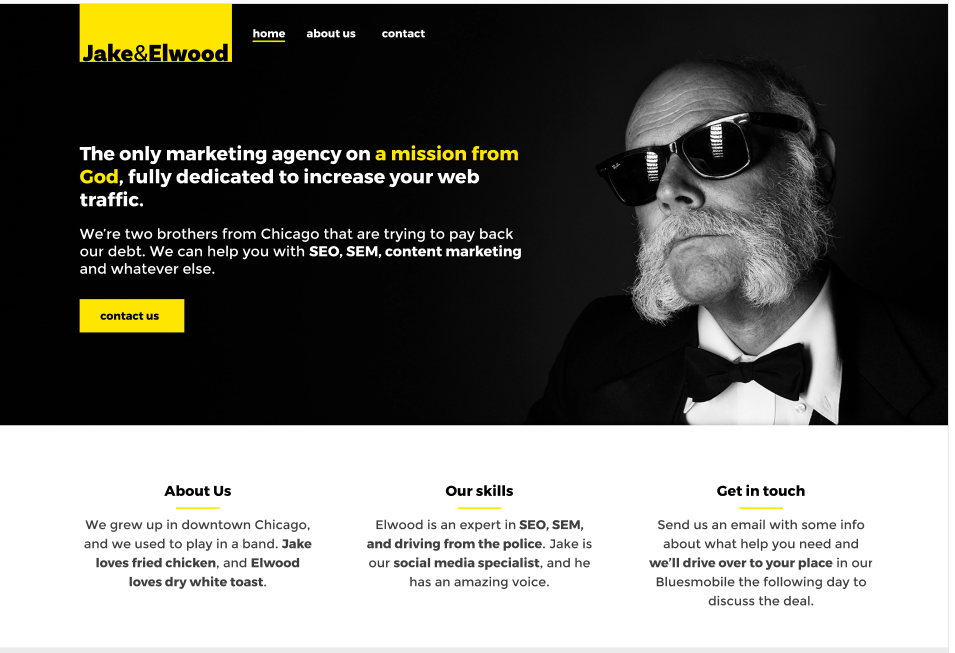 Jake&Elwood
home about us contact
The only marketing agency on a mission from
God, fully dedicated to increase your web
traffic.
We're two brothers from Chicago that are trying to pay back
our debt. We can help you with SEO, SEM, content marketing
and whatever else.
contact us
About Us
We grew up in downtown Chicago,
and we used to play in a band. Jake
loves fried chicken, and Elwood
loves dry white toast.
Our skills
Elwood is an expert in SEO, SEM,
and driving from the police. Jake is
our social media specialist, and he
has an amazing voice.
Get in touch
Send us an email with some info
about what help you need and
we'll drive over to your place in our
Bluesmobile the following day to
discuss the deal.